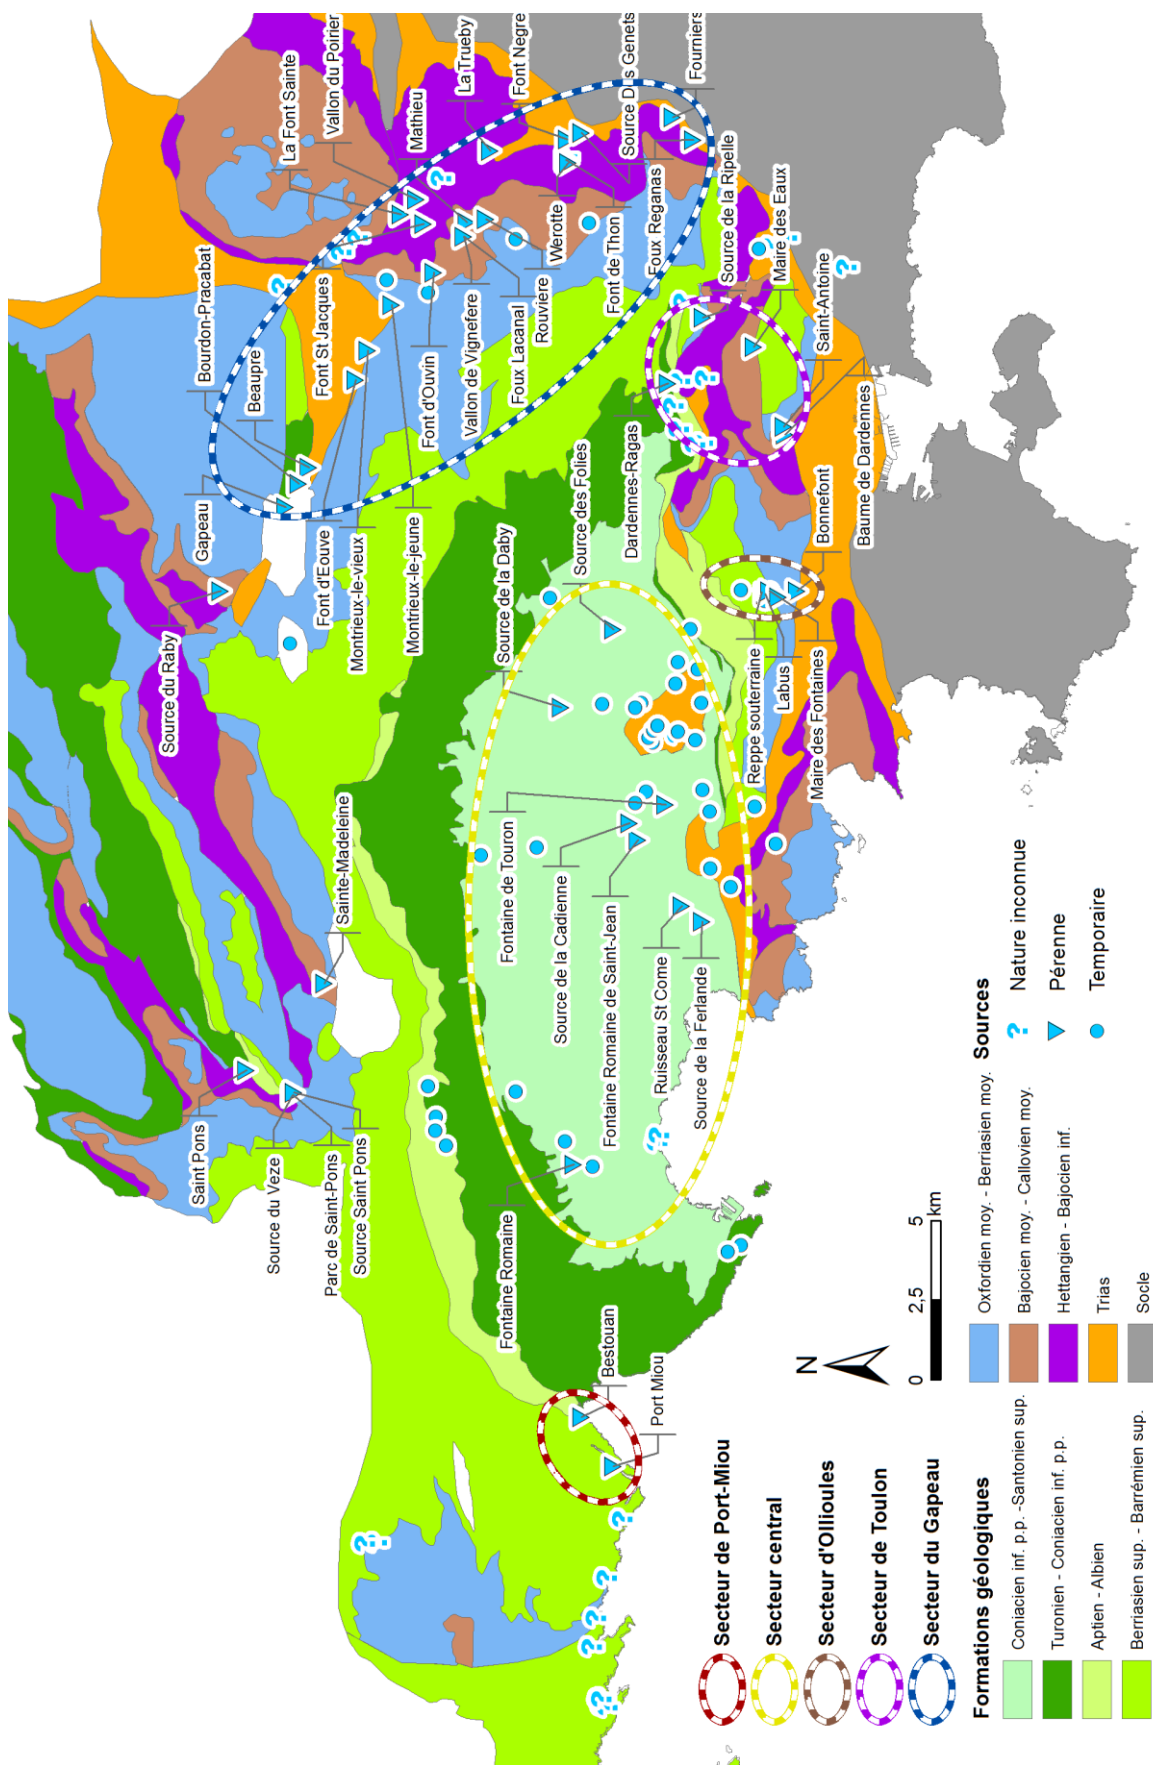 Gapeau
Bourdon-Pracabat
Beaupre
La Font Sainte
Vallon du Poirier
Mathieu
La Trueby
Font Negre
Source Des Genets
Fourniers
Source du Raby
Font d'Eouve
Montrieux-le-vieux
Montrieux-le-jeune
Font St Jacques
Font d'Ouvin
Vallon de Vignefere
Foux Lacanal
Rouviere
Werotte
Font de Thon
Foux Reganas
Source de la Ripelle
Maire des Eaux
Saint-Antoine
Baume de Dardennes
Dardennes-Ragas
Source des Folies
Source de la Daby
Bonnefont
Maire des Fontaines
Labus
Reppe souterraine
Sainte-Madeleine
Fontaine de Touron
Source de la Cadienne
Fontaine Romaine de Saint-Jean
Ruisseau St Come
Source de la Ferlande
Saint Pons
Source du Veze
Parc de Saint-Pons
Source Saint Pons
Fontaine Romaine
Bestouan
Port Miou
N
0
2,5
5
km
Secteur de Port-Miou
Secteur central
Secteur d'Ollioules
Secteur de Toulon
Secteur du Gapeau
Formations géologiques
Coniacien inf. p.p. -Santonien sup.
Turonien - Coniacien inf. p.p.
Aptien - Albien
Berriasien sup. - Barrémien sup.
Oxfordien moy. - Berriasien moy.
Bajocien moy. - Callovien moy.
Hettangien - Bajocien inf.
Trias
Socle
Sources
? Nature inconnue
Pérenne
Temporaire